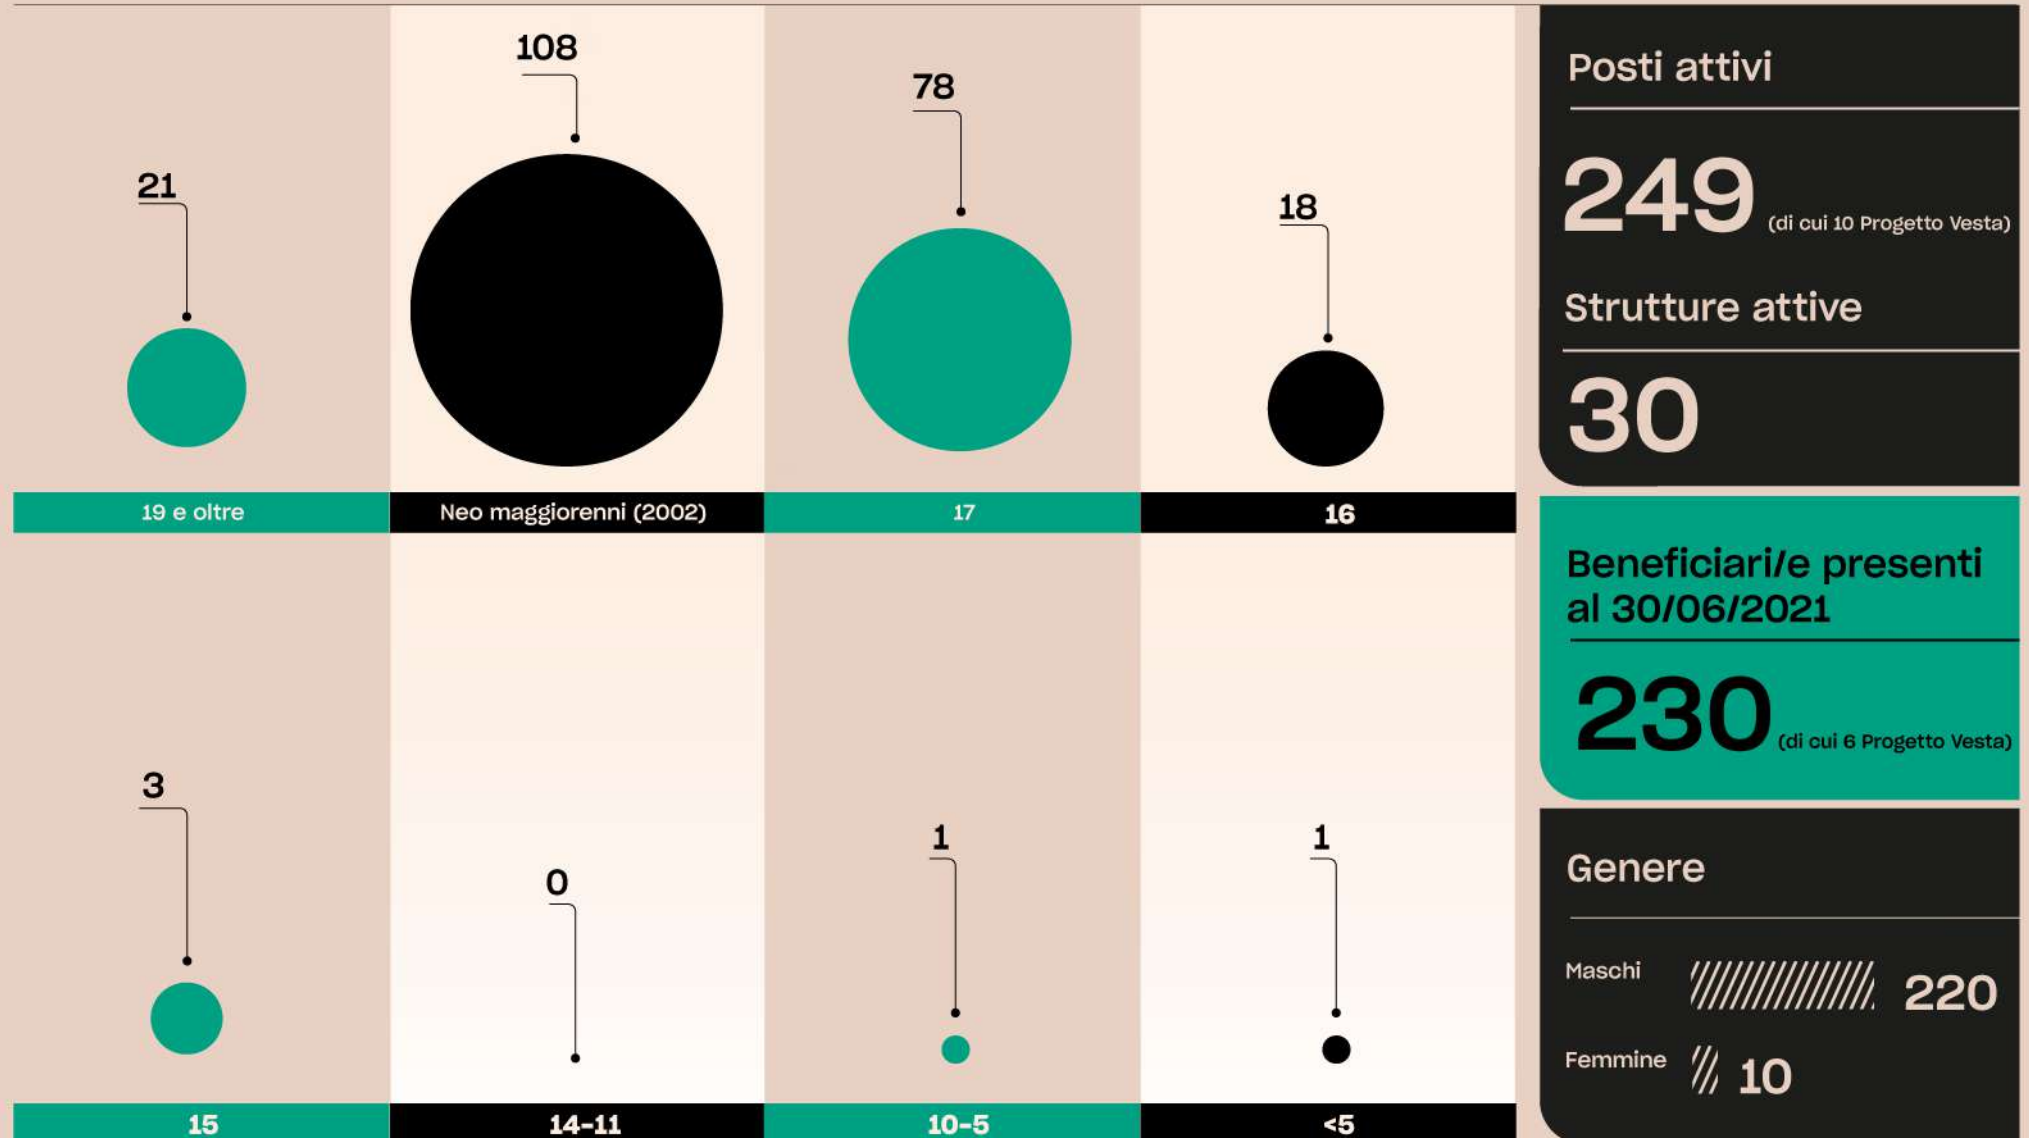 108
78
21
18
19 e oltre
Neo maggiorenni (2002)
17
16
3
0
1
1
15
14-11
10-5
<5
Posti attivi
249 (di cui 10 Progetto Vesta)
Strutture attive
30
Beneficiari/e presenti
al 30/06/2021
230 (di cui 6 Progetto Vesta)
Genere
Maschi 220
Femmine 10